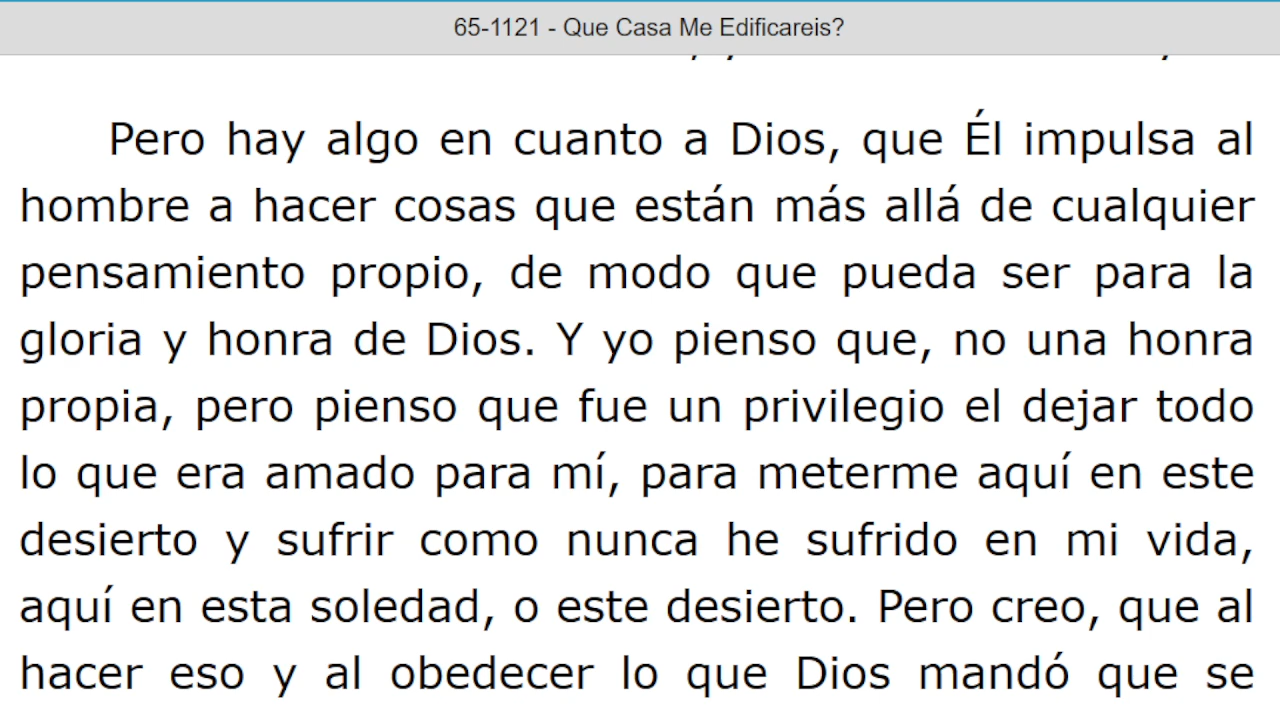 65-1121 - Que Casa Me Edificareis?
Pero hay algo en cuanto a Dios, que Él impulsa al
hombre a hacer cosas que están más allá de cualquier
pensamiento propio, de modo que pueda ser para la
gloria y honra de Dios. Y yo pienso que, no una honra
propia, pero pienso que fue un privilegio el dejar todo
lo que era amado para mí, para meterme aquí en este
desierto y sufrir como nunca he sufrido en mi vida,
aquí en esta soledad, o este desierto. Pero creo, que al
hacer eso y al obedecer lo que Dios mandó que se